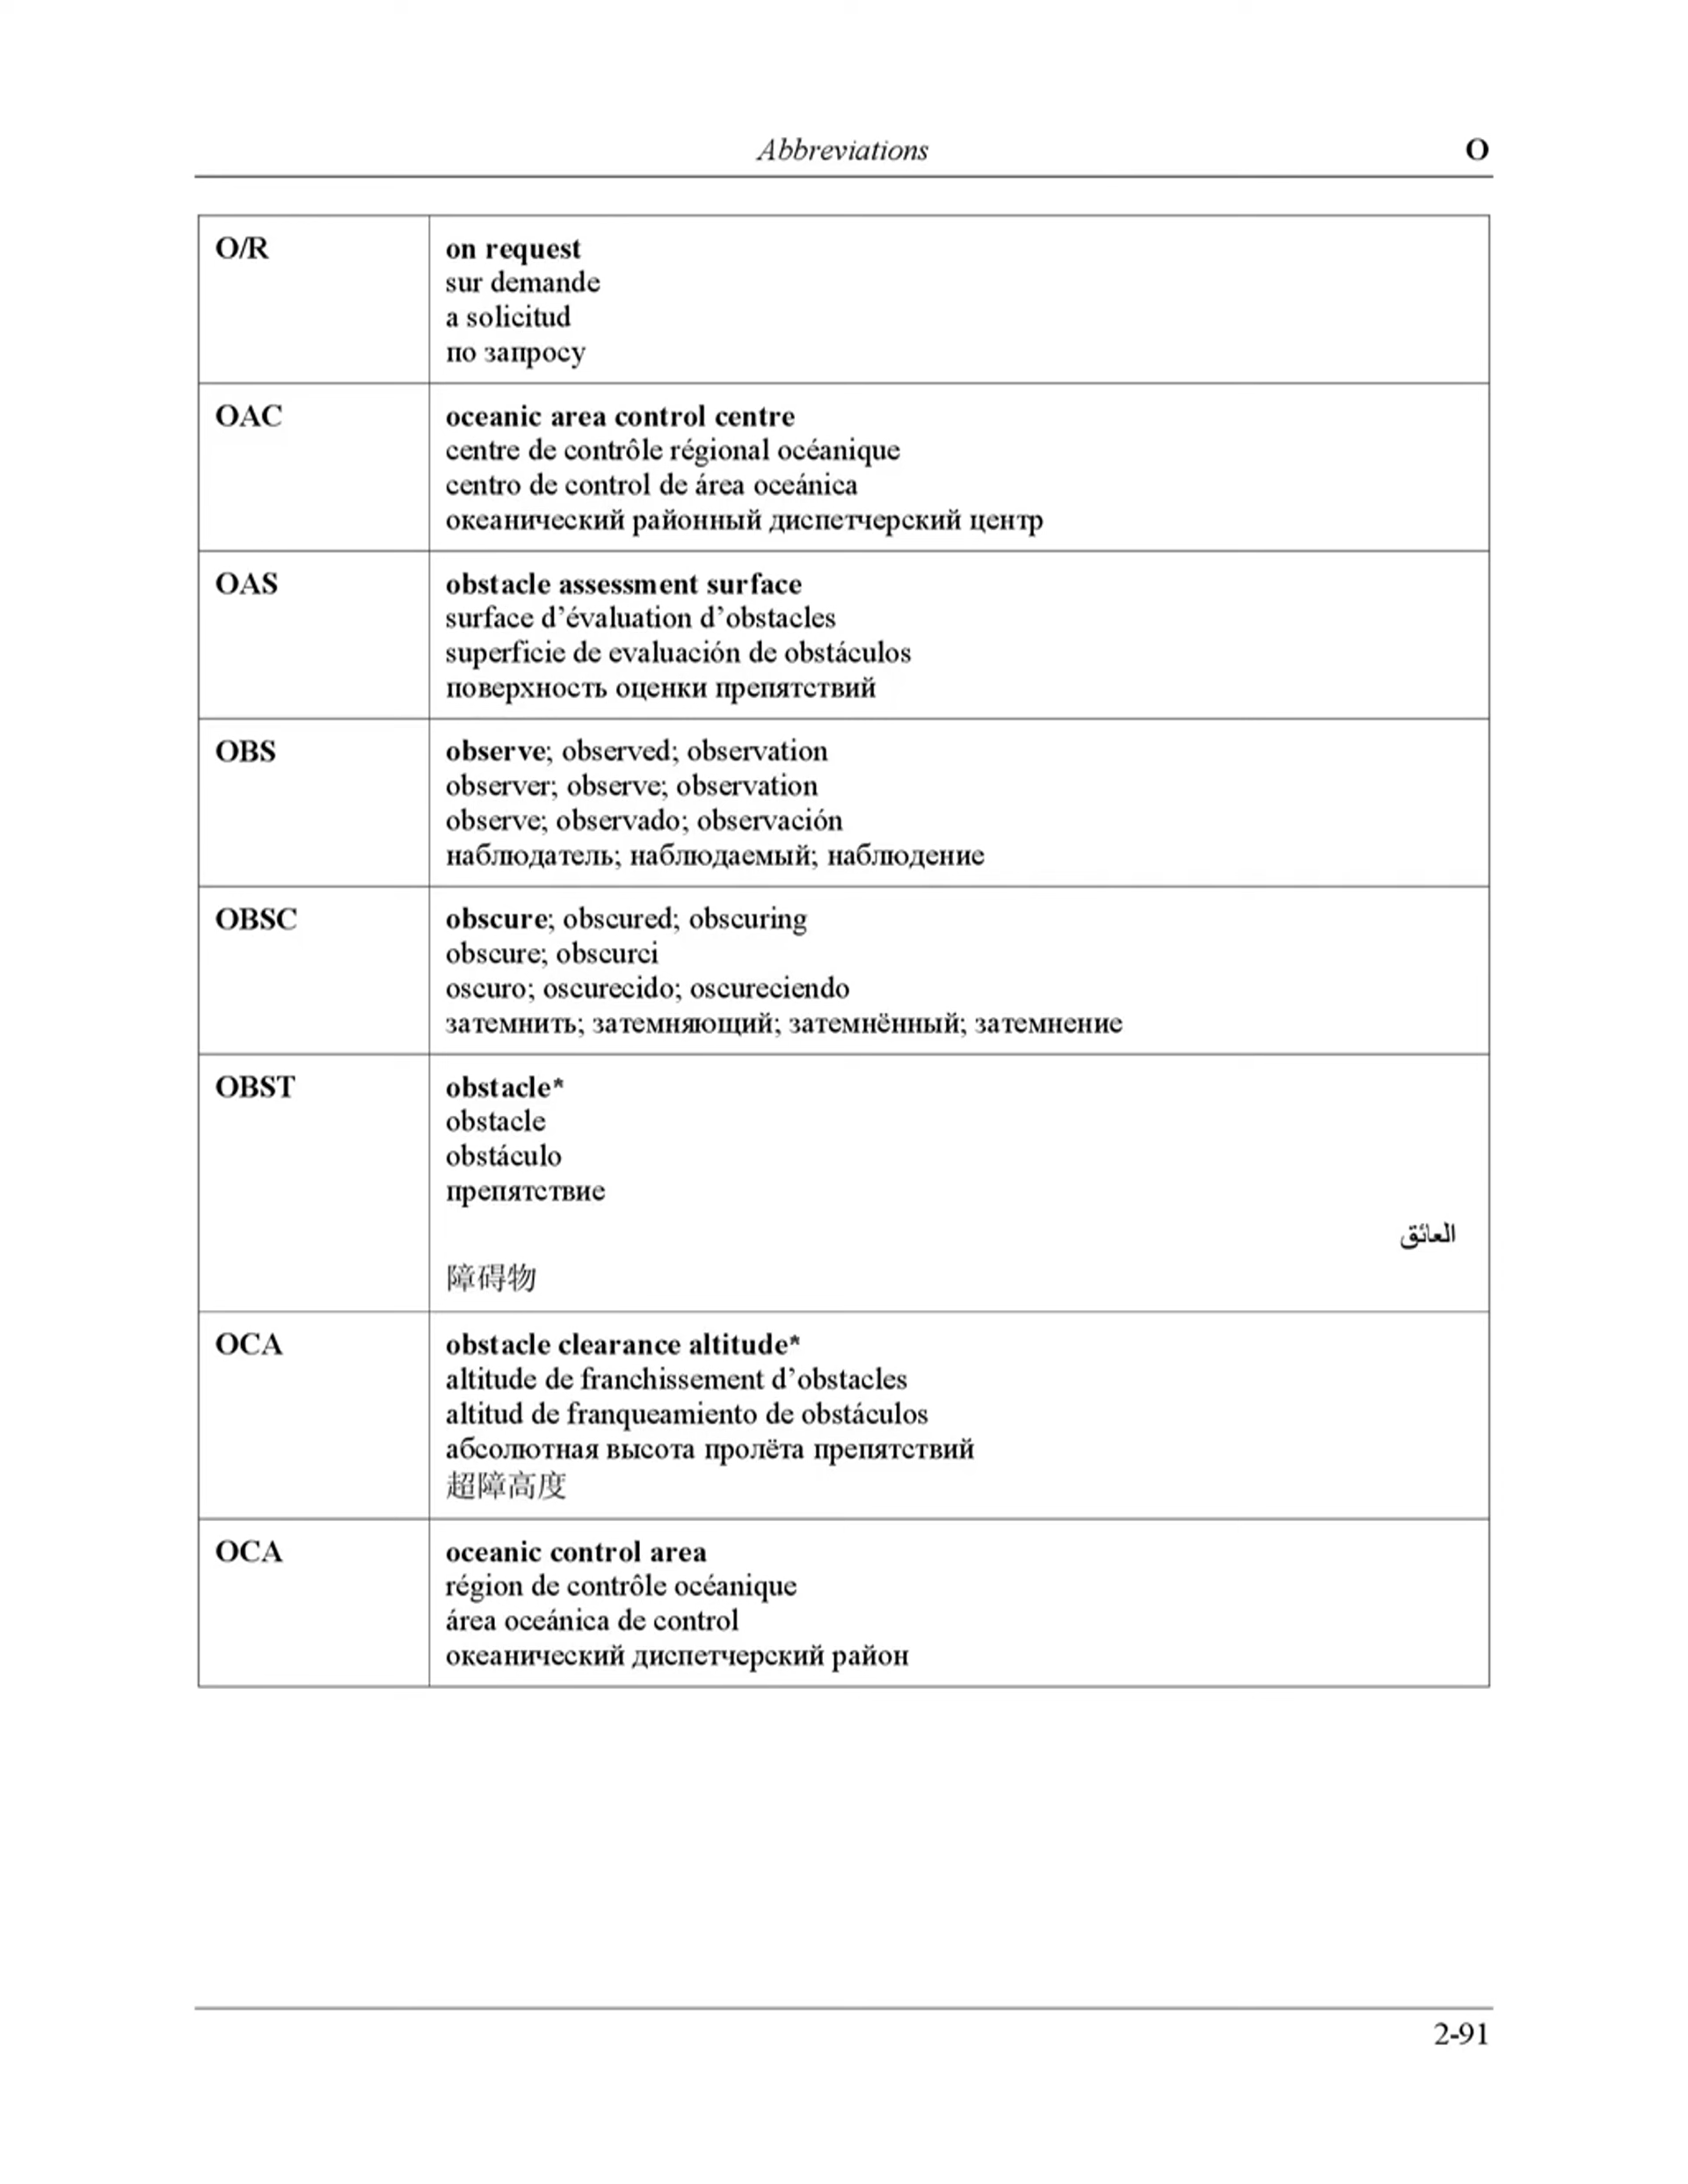 Abbreviations O
O/R on request
sur demande
a solicitud
по запросу
OAC oceanic area control centre
centre de contrôle régional océanique
centro de control de área oceánica
океанический районный диспетчерский центр
OAS obstacle assessment surface
surface d’évaluation d’obstacles
superficie de evaluación de obstáculos
поверхность оценки препятствий
OBS observe; observed; observation
observer; observe; observation
observe; observado; observación
наблюдатель; наблюдаемый; наблюдение
OBSC obscure; obscured; obscuring
obscure; obscurci
oscuro; oscurecido; oscureciendo
затемнить; затемняющий; затемнённый; затемнение
OBST obstacle*
obstacle
obstáculo
препятствие
العائق
障碍物
OCA obstacle clearance altitude*
altitude de franchissement d’obstacles
altitud de franqueamiento de obstáculos
абсолютная высота пролёта препятствий
超障高度
OCA oceanic control area
région de contrôle océanique
área oceánica de control
океанический диспетчерский район
2-91